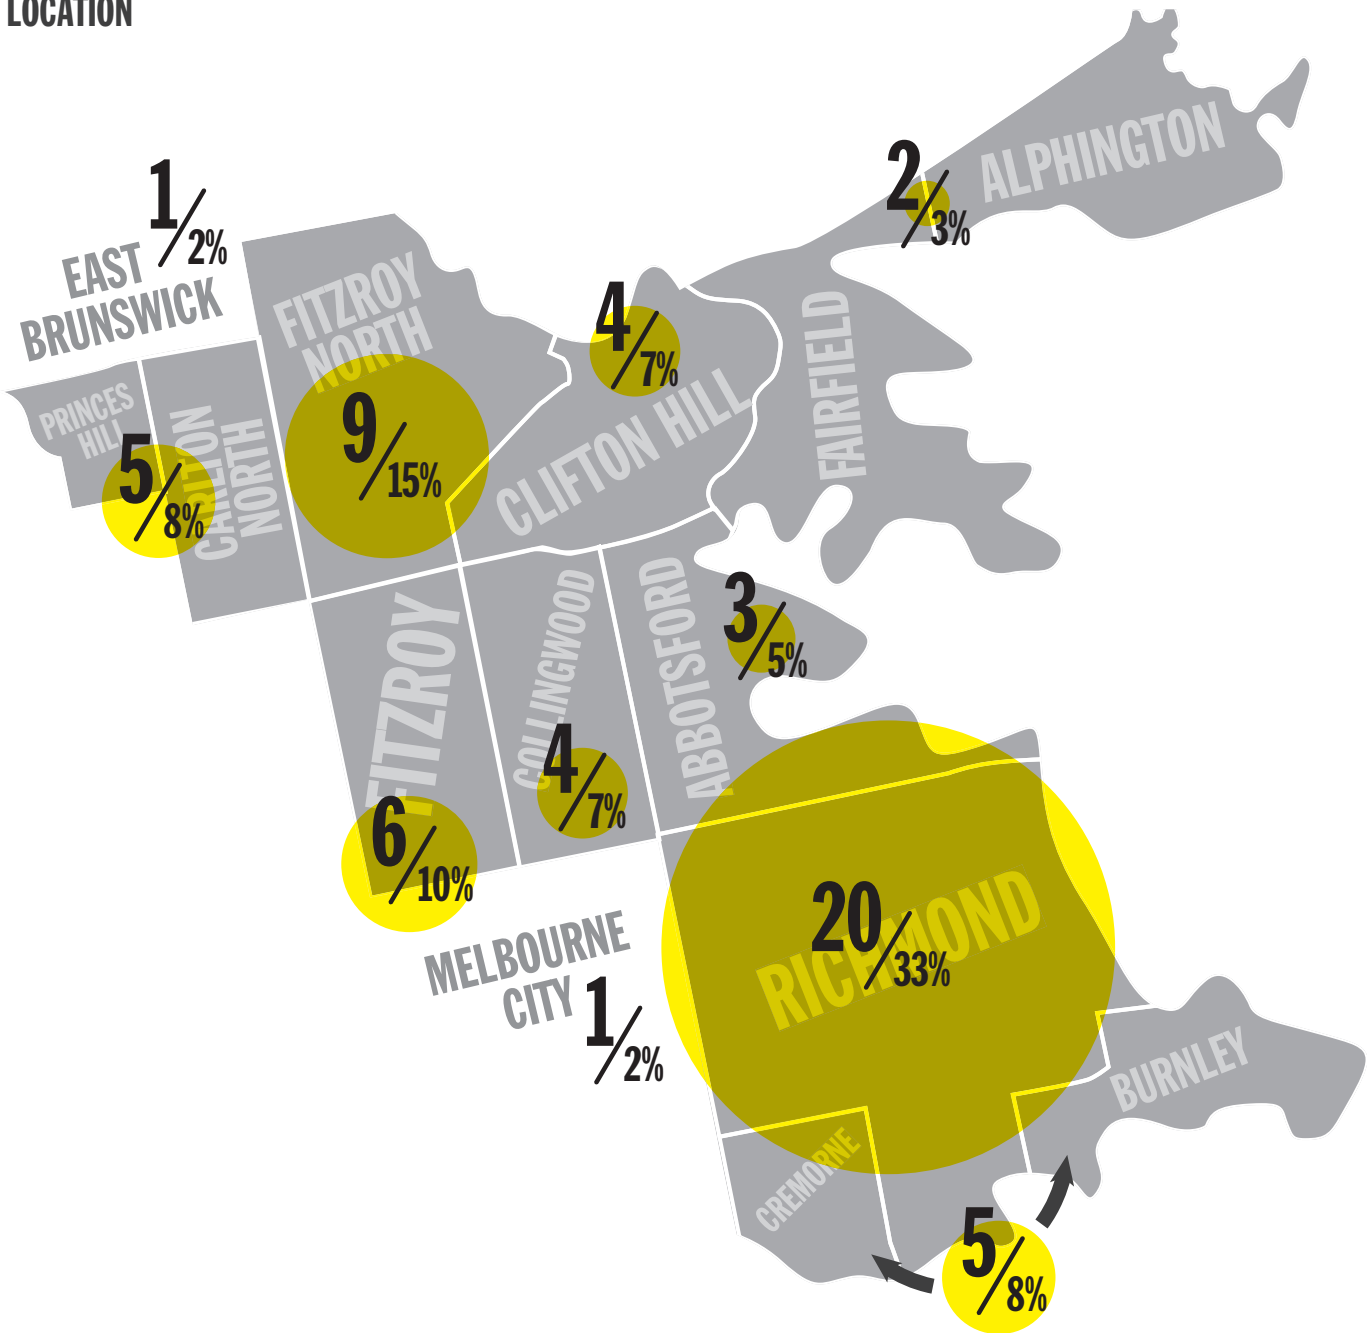 LOCATION
ALPHINGTON
2/3%
1/2%
EAST
BRUNSWICK
FITZROY
NORTH
4/7%
FAIRFIELD
PRINCES
HILL
CARLTON
NORTH
5/8%
9/15%
CLIFTON HILL
FITZROY
COLLINGWOOD
ABBOTSFORD
3/5%
4/7%
6/10%
MELBOURNE
CITY
1/2%
20/33%
RICHMOND
BURNLEY
CREMORNE
5/8%